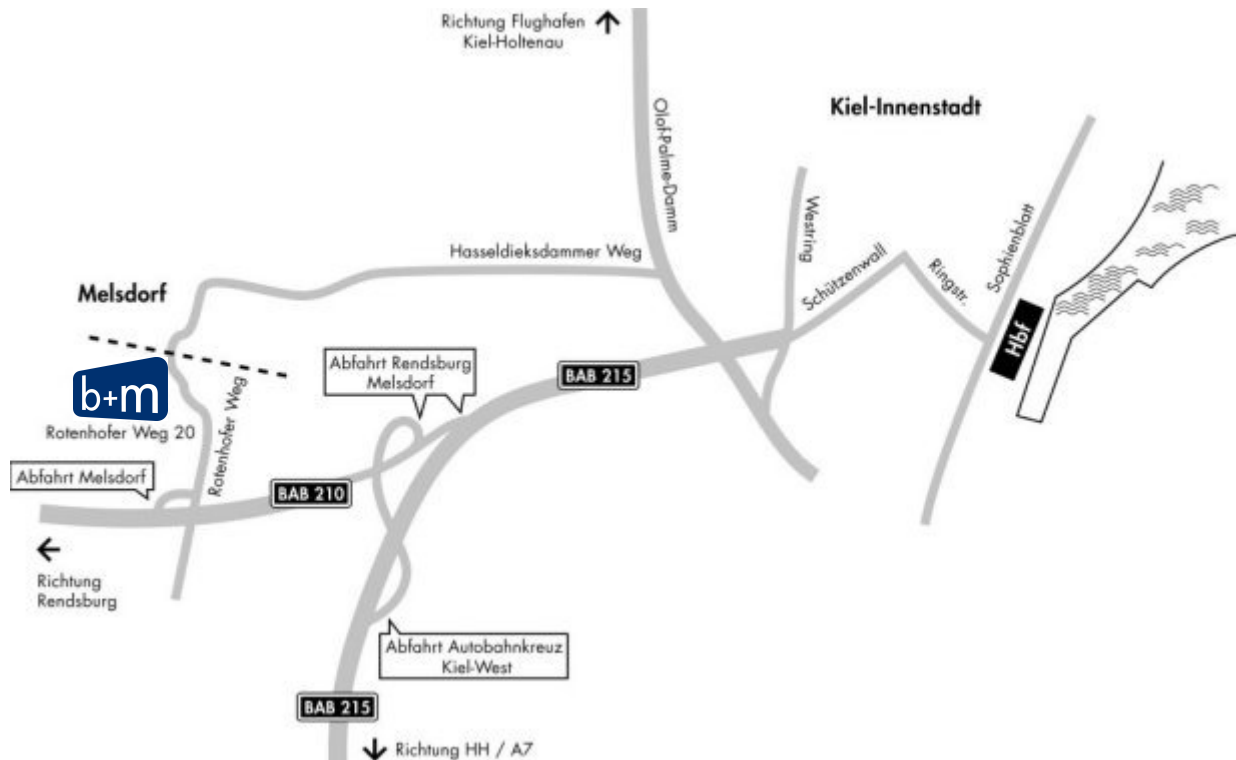 Richtung Flughafen
Kiel-Holtenau
Olof-Palme-Damm
Kiel-Innenstadt
Westring
Schützenwall
Ringstr.
Sophienblatt
Hbf
Hasseldieksdammer Weg
Melsdorf
b+m
Rotenhofer Weg 20
Rotenhofer Weg
Abfahrt Rendsburg
Melsdorf
BAB 215
Abfahrt Melsdorf
BAB 210
Richtung
Rendsburg
Abfahrt Autobahnkreuz
Kiel-West
BAB 215
Richtung HH / A7